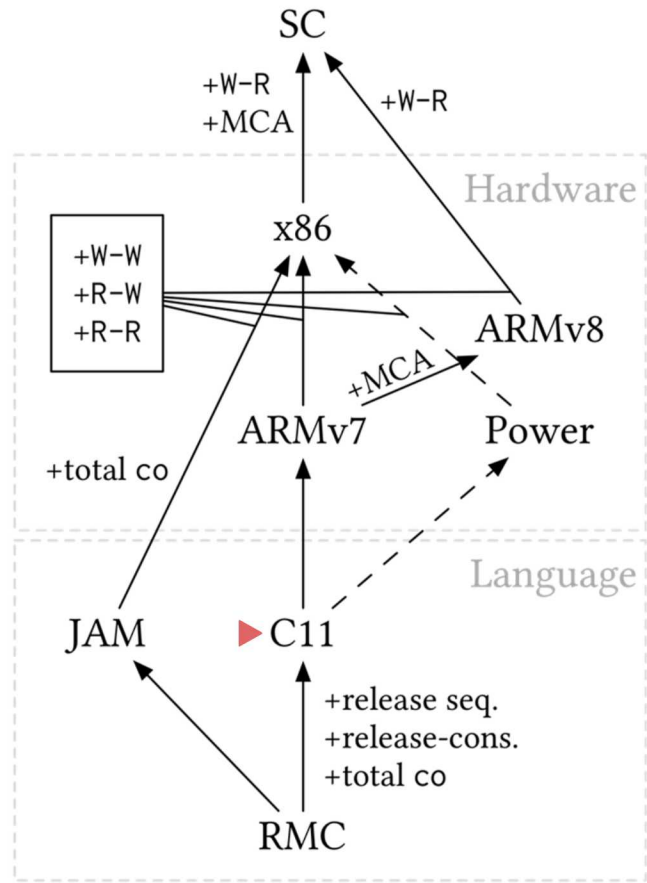 SC
+W-R
+MCA
+W-R
Hardware
x86
+W-W
+R-W
+R-R
ARMv8
+MCA
ARMv7
Power
+total co
Language
JAM
C11
+release seq.
+release-cons.
+total co
RMC